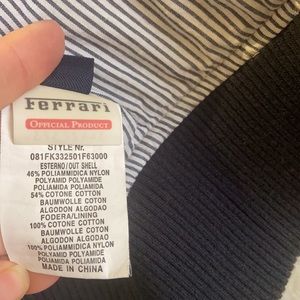 Ferrari
OFFICIAL PRODUCT
STYLE Nr.
081FK332501F63000
ESTERNO/OUT SHELL
46% POLIAMMIDICA NYLON
POLYAMID POLYAMIDE
POLIAMIDA POLIAMIDE
54% COTONE COTTON
BAUMWOLLE COTON
ALGODON ALGODAO
FODERA/LINING
100% COTONE COTTON
BAUMWOLLE COTON
ALGODON ALGODAO
100% POLIAMMIDICA NYLON
POLYAMID POLYAMIDE
POLIAMIDA POLIAMIDE
MADE IN CHINA